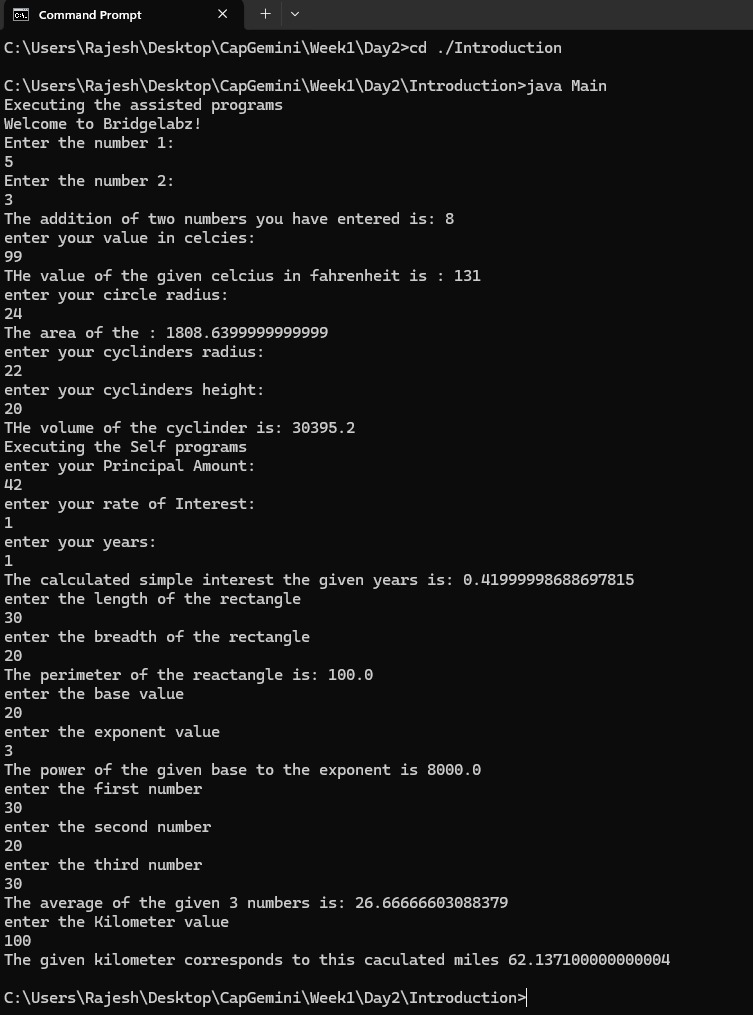 Command Prompt
C:\Users\Rajesh\Desktop\CapGemini\Week1\Day2>cd ./Introduction
C:\Users\Rajesh\Desktop\CapGemini\Week1\Day2\Introduction>java Main
Executing the assisted programs
Welcome to Bridgelabz!
Enter the number 1:
5
Enter the number 2:
3
The addition of two numbers you have entered is: 8
enter your value in celcies:
99
THe value of the given celcius in fahrenheit is : 131
enter your circle radius:
24
The area of the : 1808.6399999999999
enter your cyclinders radius:
22
enter your cyclinders height:
20
THe volume of the cyclinder is: 30395.2
Executing the Self programs
enter your Principal Amount:
42
enter your rate of Interest:
1
enter your years:
1
The calculated simple interest the given years is: 0.41999998688697815
enter the length of the rectangle
30
enter the breadth of the rectangle
20
The perimeter of the reactangle is: 100.0
enter the base value
20
enter the exponent value
3
The power of the given base to the exponent is 8000.0
enter the first number
30
enter the second number
20
enter the third number
30
The average of the given 3 numbers is: 26.66666603088379
enter the Kilometer value
100
The given kilometer corresponds to this caculated miles 62.137100000000004
C:\Users\Rajesh\Desktop\CapGemini\Week1\Day2\Introduction>